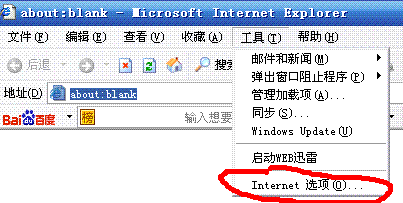 about:blank - Microsoft Internet Explorer
文件(F) 编辑(E) 查看(V) 收藏(A) 工具(T) 帮助(H)
后退 搜索
地址(D) about:blank
Bai 百度 榜 输入想要
邮件和新闻(M)
弹出窗口阻止程序(P)
管理加载项(A)...
同步(S)...
Windows Update(U)
启动WEB迅雷
Internet 选项(O)...